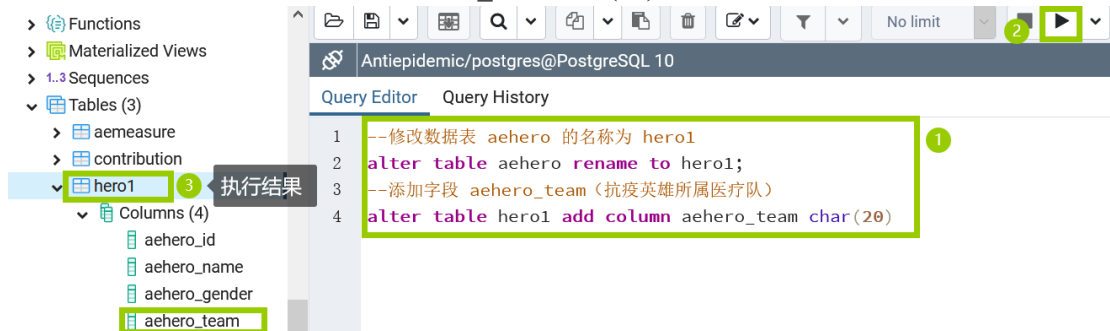 Functions
Materialized Views
1..3 Sequences
Tables (3)
aemeasure
contribution
hero1
3 执行结果
Columns (4)
aehero_id
aehero_name
aehero_gender
aehero_team
No limit
2
Antiepidemic/postgres@PostgreSQL 10
Query Editor Query History
1 --修改数据表 aehero 的名称为 hero1
2 alter table aehero rename to hero1;
3 --添加字段 aehero_team（抗疫英雄所属医疗队）
4 alter table hero1 add column aehero_team char(20)
1